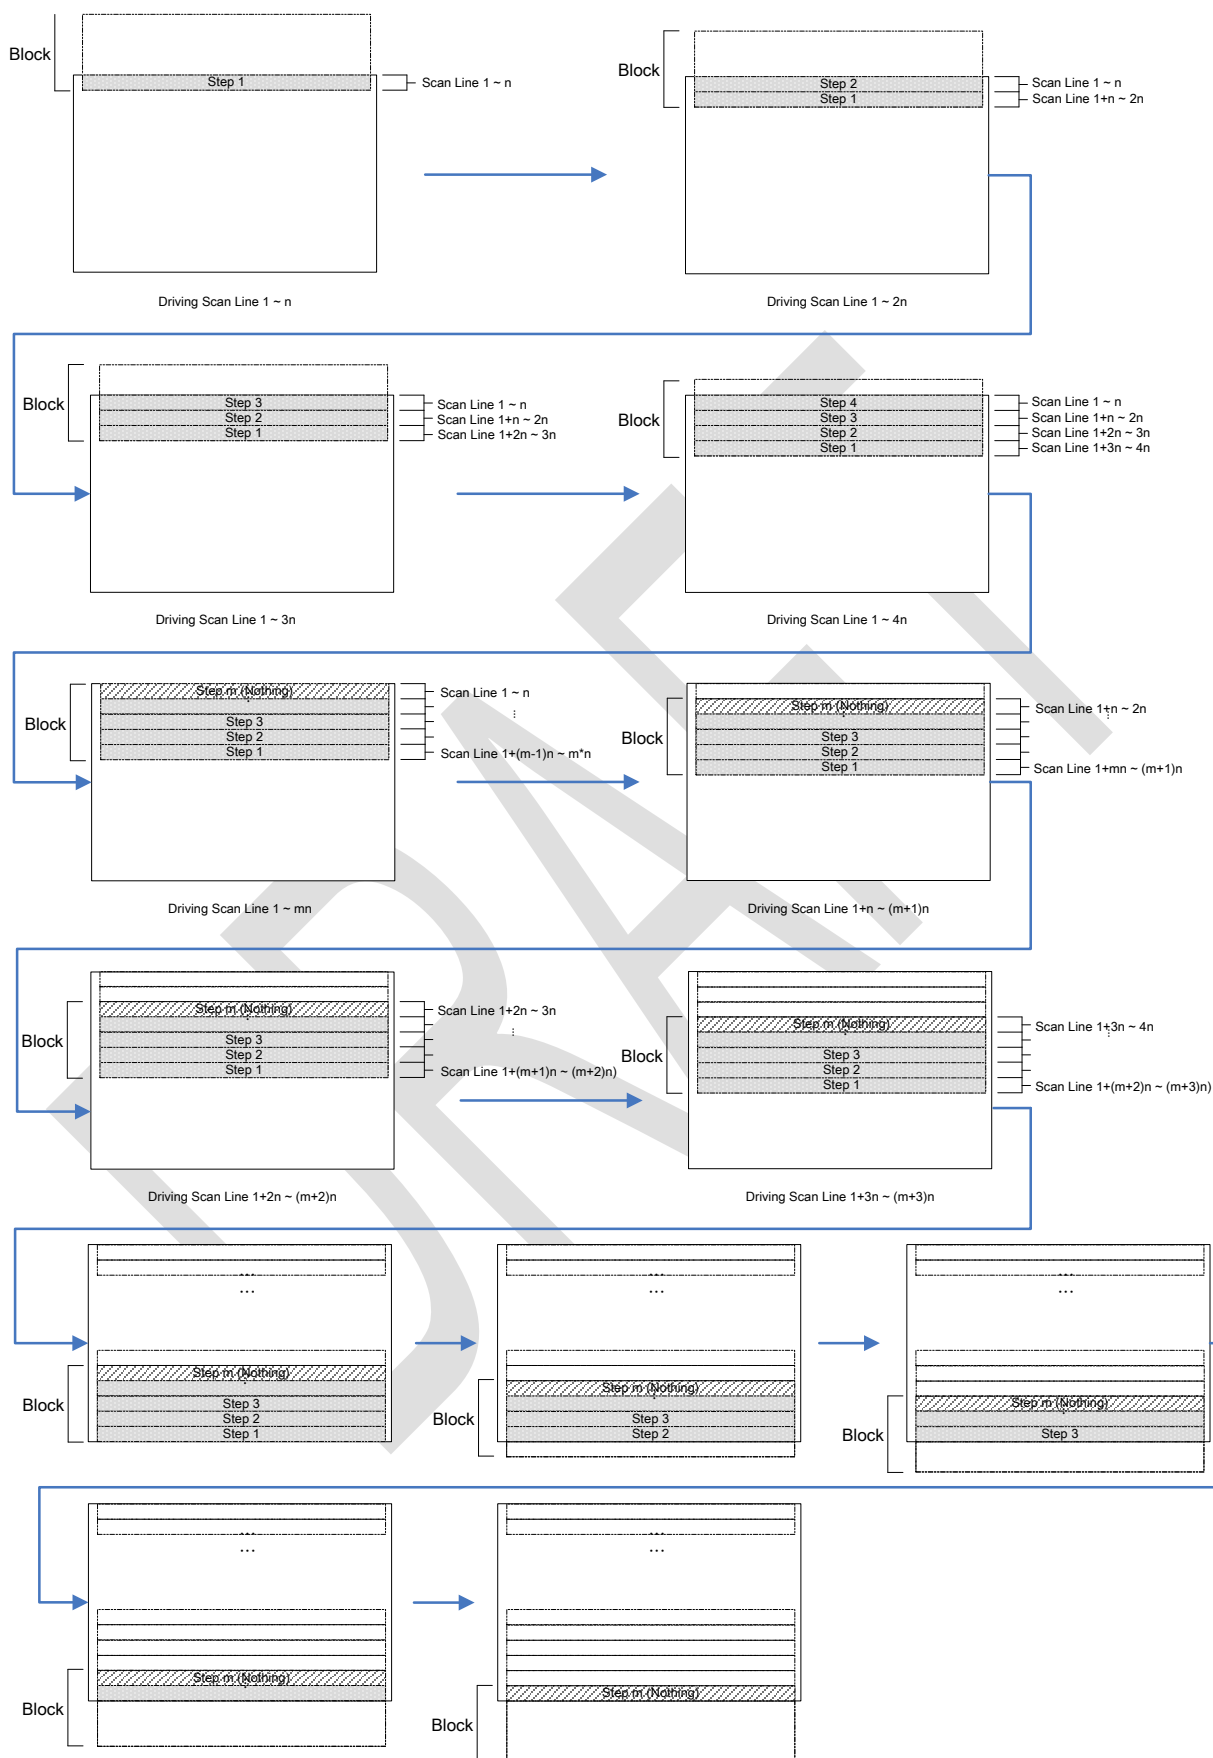 Block
Step 1
Scan Line 1 ~ n
Driving Scan Line 1 ~ n
Block
Step 2
Step 1
Scan Line 1 ~ n
Scan Line 1+n ~ 2n
Driving Scan Line 1 ~ 2n
Block
Step 3
Step 2
Step 1
Scan Line 1 ~ n
Scan Line 1+n ~ 2n
Scan Line 1+2n ~ 3n
Driving Scan Line 1 ~ 3n
Block
Step 4
Step 3
Step 2
Step 1
Scan Line 1 ~ n
Scan Line 1+n ~ 2n
Scan Line 1+2n ~ 3n
Scan Line 1+3n ~ 4n
Driving Scan Line 1 ~ 4n
Block
Step m (Nothing)
Step 3
Step 2
Step 1
Scan Line 1 ~ n
...
Scan Line 1+(m-1)n ~ m*n
Driving Scan Line 1 ~ mn
Block
Step m (Nothing)
Step 3
Step 2
Step 1
Scan Line 1+n ~ 2n
...
Scan Line 1+mn ~ (m+1)n
Driving Scan Line 1+n ~ (m+1)n
Block
Step m (Nothing)
Step 3
Step 2
Step 1
Scan Line 1+2n ~ 3n
...
Scan Line 1+(m+1)n ~ (m+2)n)
Driving Scan Line 1+2n ~ (m+2)n
Block
Step m (Nothing)
Step 3
Step 2
Step 1
Scan Line 1+3n ~ 4n
...
Scan Line 1+(m+2)n ~ (m+3)n)
Driving Scan Line 1+3n ~ (m+3)n
...
...
Block
Step m (Nothing)
Step 3
Step 2
Step 1
...
...
Block
Step m (Nothing)
Step 3
Step 2
...
...
Block
Step m (Nothing)
Step 3
...
...
Block
Step m (Nothing)
...
...
Block
Step m (Nothing)
DRAFT